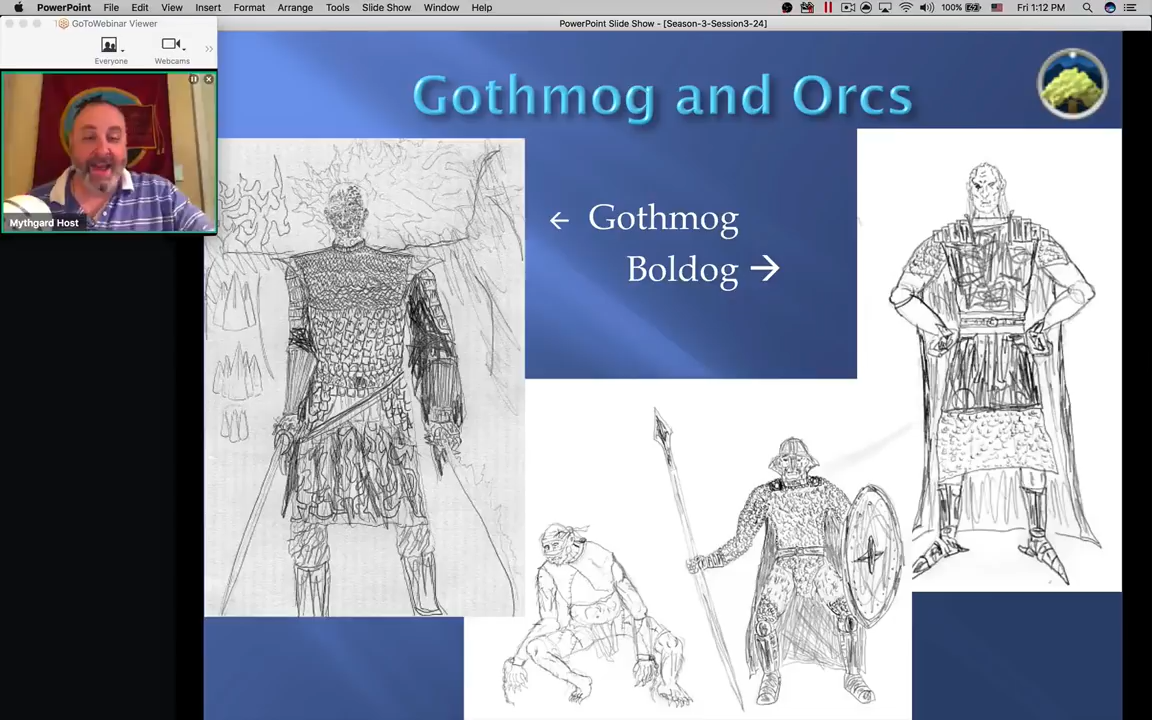 PowerPoint File Edit View Insert Format Arrange Tools Slide Show Window Help 100% Fri 1:12 PM
GoToWebinar Viewer
PowerPoint Slide Show - [Season-3-Session3-24]
Everyone Webcams
Mythgard Host
Gothmog and Orcs
← Gothmog
Boldog →